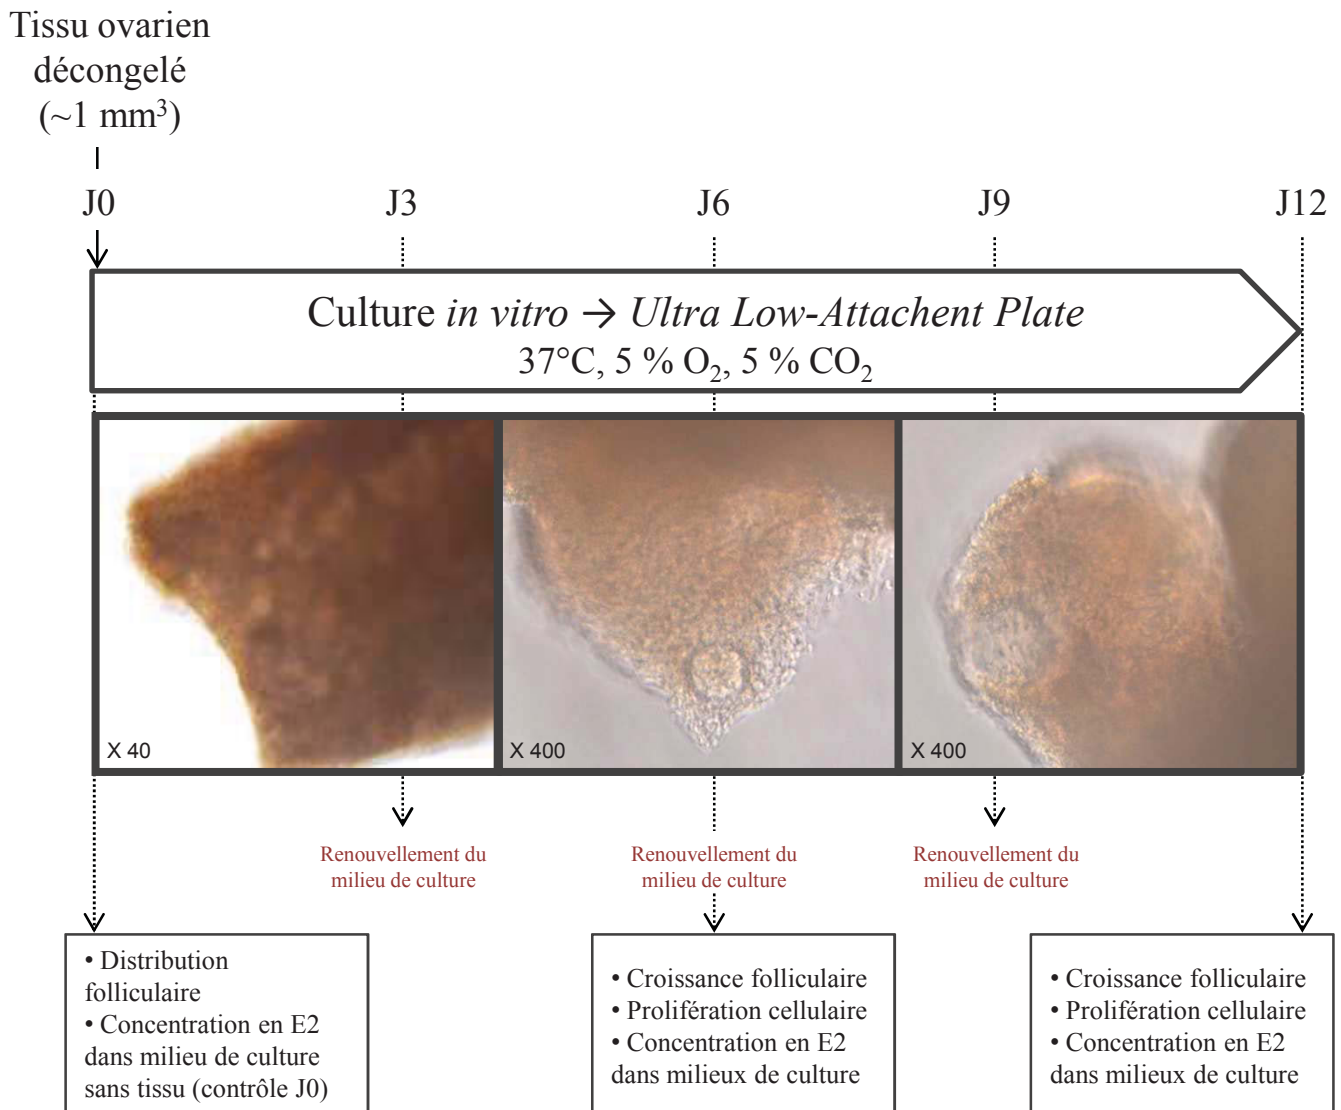 Tissu ovarien
décongelé
(~1 mm³)
J0 J3 J6 J9 J12
Culture in vitro → Ultra Low-Attachent Plate
37°C, 5 % O₂, 5 % CO₂
X 40
X 400
X 400
Renouvellement du
milieu de culture
Renouvellement du
milieu de culture
Renouvellement du
milieu de culture
• Distribution
folliculaire
• Concentration en E2
dans milieu de culture
sans tissu (contrôle J0)
• Croissance folliculaire
• Prolifération cellulaire
• Concentration en E2
dans milieux de culture
• Croissance folliculaire
• Prolifération cellulaire
• Concentration en E2
dans milieux de culture